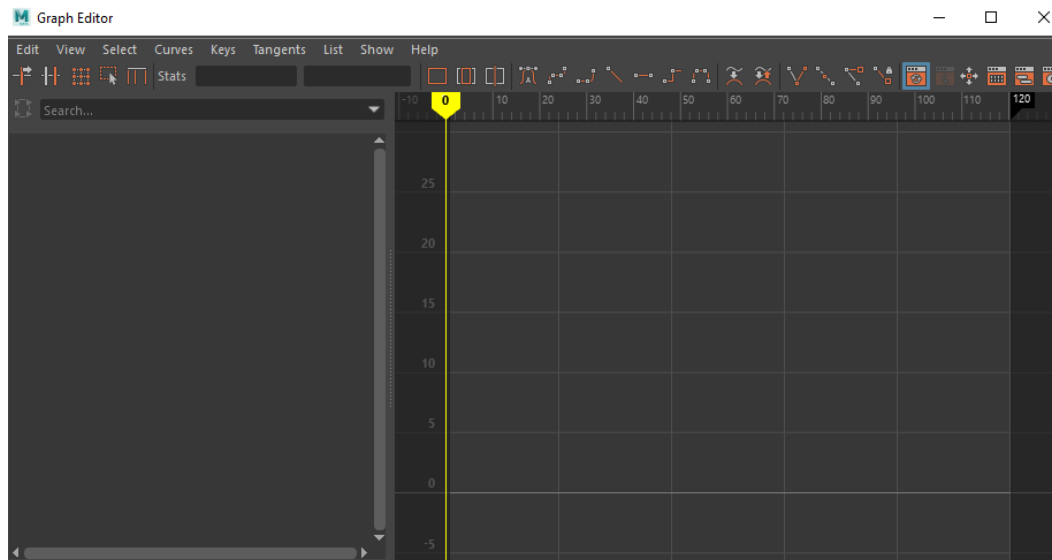 Graph Editor
Edit View Select Curves Keys Tangents List Show Help
Stats
Search...
-10 0 10 20 30 40 50 60 70 80 90 100 110 120
25
20
15
10
5
0
-5